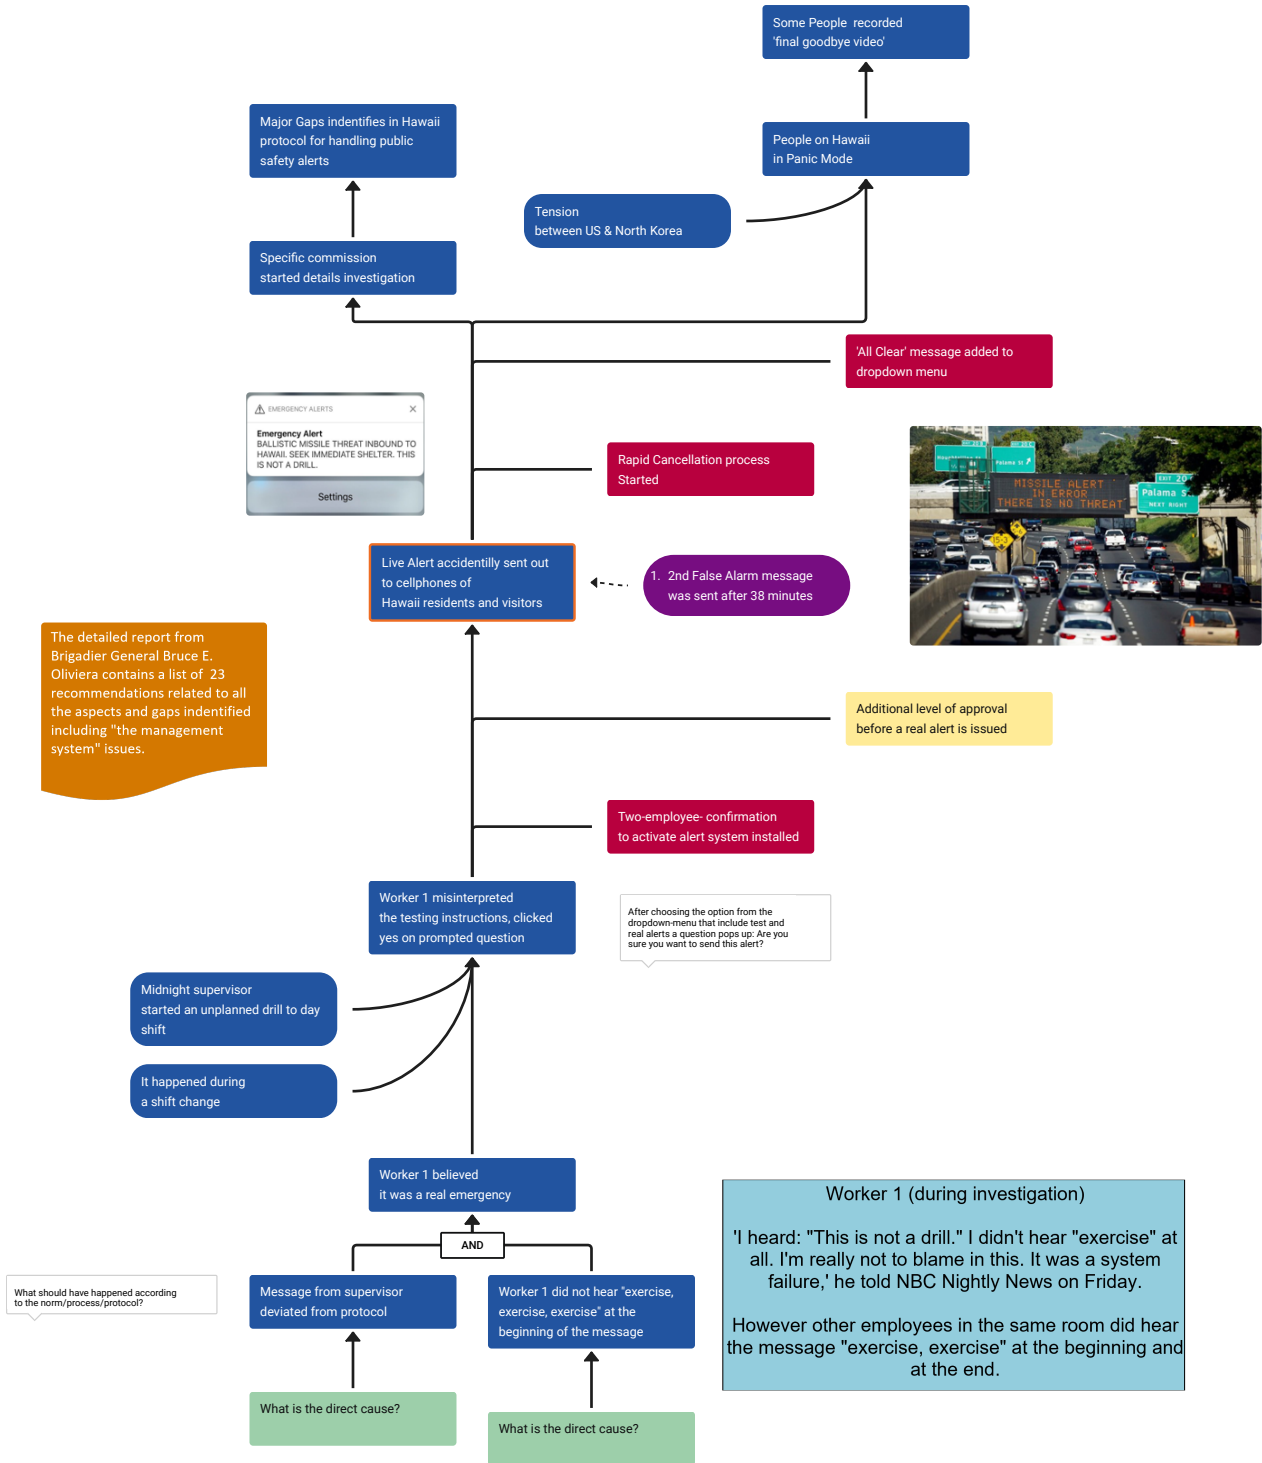 Some People  recorded
'final goodbye video'
Major Gaps indentifies in Hawaii
protocol for handling public
safety alerts
People on Hawaii
in Panic Mode
Tension
between US & North Korea
Specific commission
started details investigation
'All Clear' message added to
dropdown menu
EMERGENCY ALERTS
Emergency Alert
BALLISTIC MISSILE THREAT INBOUND TO
HAWAII. SEEK IMMEDIATE SHELTER. THIS
IS NOT A DRILL.
Settings
Rapid Cancellation process
Started
MISSILE ALERT
IN ERROR
THERE IS NO THREAT
Palama St
EXIT 20
Palama S
NEXT RIGHT
15-3
Live Alert accidentilly sent out
to cellphones of
Hawaii residents and visitors
1. 2nd False Alarm message
was sent after 38 minutes
The detailed report from
Brigadier General Bruce E.
Oliviera contains a list of  23
recommendations related to all
the aspects and gaps indentified
including "the management
system" issues.
Additional level of approval
before a real alert is issued
Two-employee- confirmation
to activate alert system installed
Worker 1 misinterpreted
the testing instructions, clicked
yes on prompted question
After choosing the option from the
dropdown-menu that include test and
real alerts a question pops up: Are you
sure you want to send this alert?
Midnight supervisor
started an unplanned drill to day
shift
It happened during
a shift change
Worker 1 believed
it was a real emergency
AND
Worker 1 (during investigation)
'I heard: "This is not a drill." I didn't hear "exercise" at
all. I'm really not to blame in this. It was a system
failure,' he told NBC Nightly News on Friday.
However other employees in the same room did hear
the message "exercise, exercise" at the beginning and
at the end.
What should have happened according
to the norm/process/protocol?
Message from supervisor
deviated from protocol
Worker 1 did not hear "exercise,
exercise, exercise" at the
beginning of the message
What is the direct cause?
What is the direct cause?